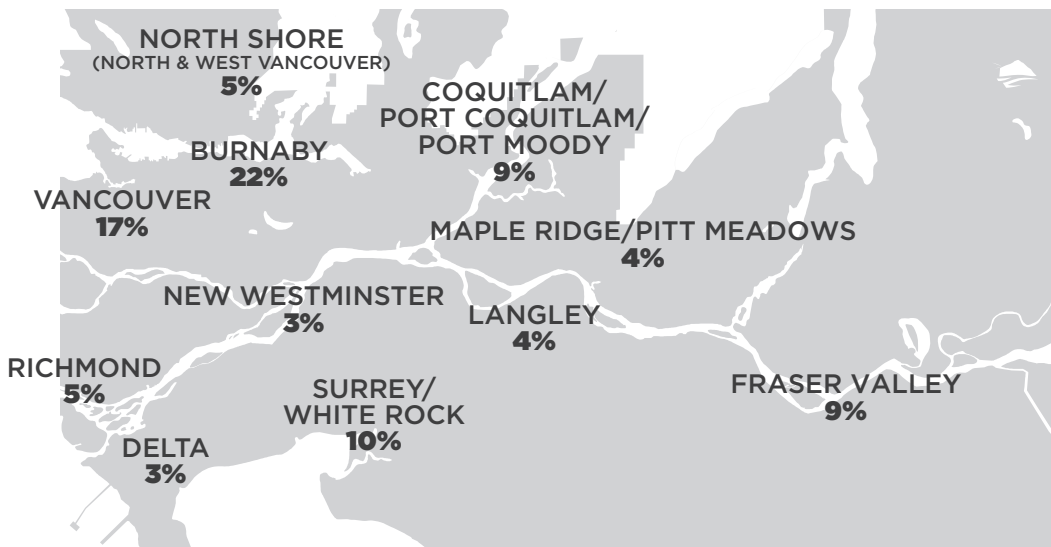 NORTH SHORE
(NORTH & WEST VANCOUVER)
5%
COQUITLAM/
PORT COQUITLAM/
PORT MOODY
9%
BURNABY
22%
VANCOUVER
17%
MAPLE RIDGE/PITT MEADOWS
4%
NEW WESTMINSTER
3%
LANGLEY
4%
RICHMOND
5%
SURREY/
WHITE ROCK
10%
FRASER VALLEY
9%
DELTA
3%